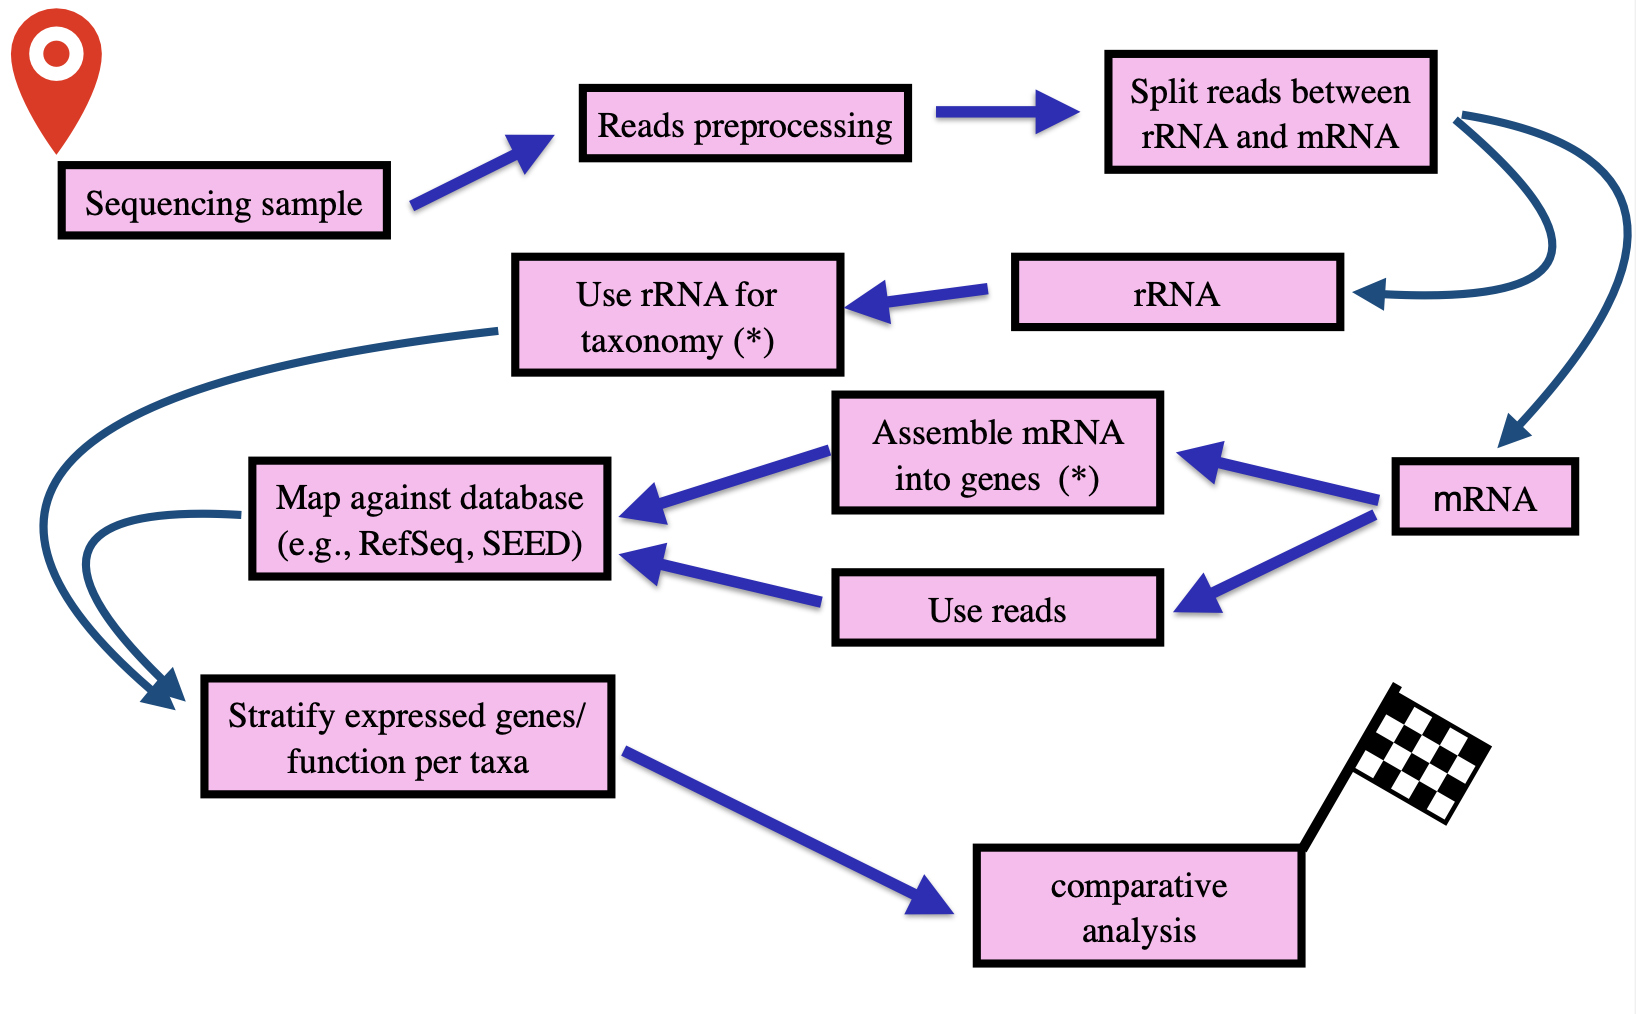 Sequencing sample
Reads preprocessing
Split reads between
rRNA and mRNA
rRNA
Use rRNA for
taxonomy (*)
mRNA
Assemble mRNA
into genes (*)
Use reads
Map against database
(e.g., RefSeq, SEED)
Stratify expressed genes/
function per taxa
comparative
analysis